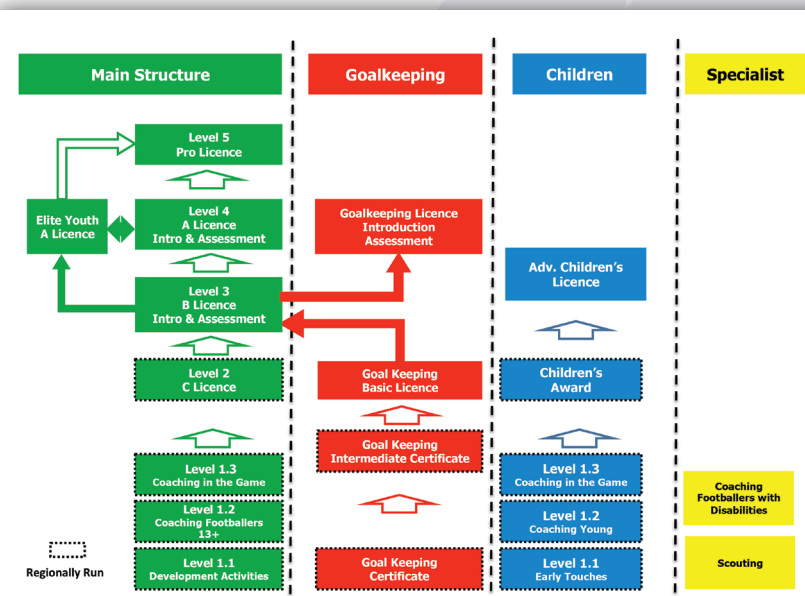 Main Structure
Goalkeeping
Children
Specialist
Level 5
Pro Licence
Elite Youth
A Licence
Level 4
A Licence
Intro & Assessment
Level 3
B Licence
Intro & Assessment
Level 2
C Licence
Level 1.3
Coaching in the Game
Level 1.2
Coaching Footballers
13+
Level 1.1
Development Activities
Regionally Run
Goalkeeping Licence
Introduction
Assessment
Goal Keeping
Basic Licence
Goal Keeping
Intermediate Certificate
Goal Keeping
Certificate
Adv. Children's
Licence
Children's
Award
Level 1.3
Coaching in the Game
Level 1.2
Coaching Young
Level 1.1
Early Touches
Coaching
Footballers with
Disabilities
Scouting